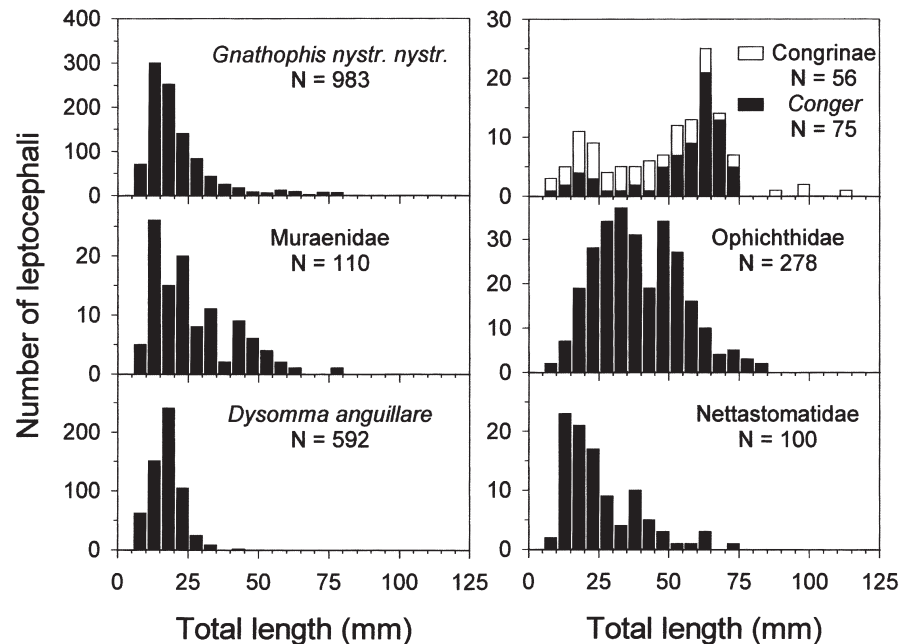 Number of leptocephali
400
300
200
100
0
Gnathophis nystr. nystr.
N = 983
30
20
10
0
Congrinae
N = 56
Conger
N = 75
20
10
0
Muraenidae
N = 110
30
20
10
0
Ophichthidae
N = 278
200
100
0
Dysomma anguillare
N = 592
20
10
0
Nettastomatidae
N = 100
0 25 50 75 100 125
0 25 50 75 100 125
Total length (mm)
Total length (mm)